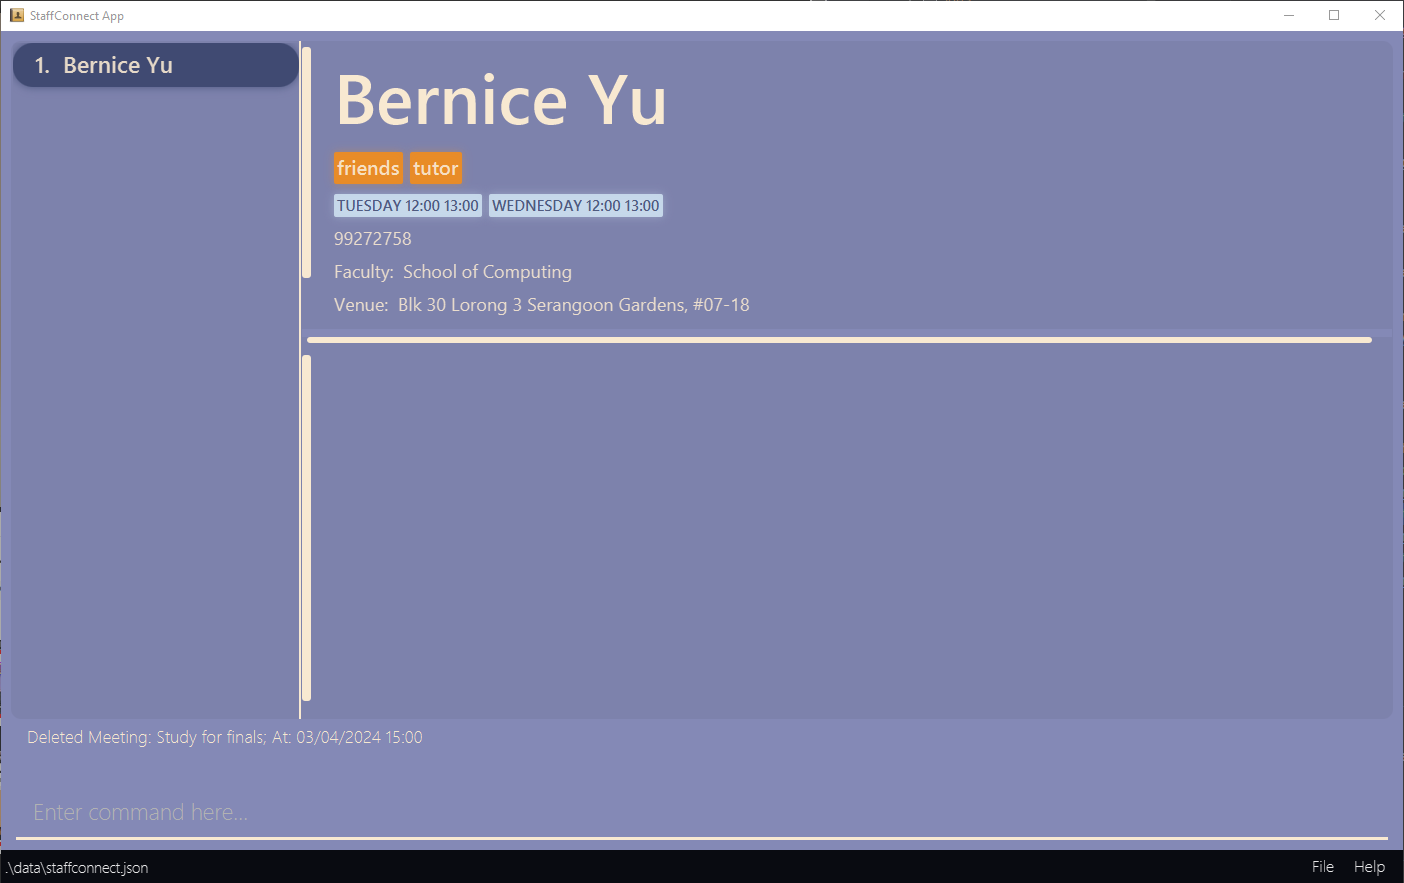 StaffConnect App
1. Bernice Yu
Bernice Yu
friends tutor
TUESDAY 12:00 13:00 WEDNESDAY 12:00 13:00
99272758
Faculty: School of Computing
Venue: Blk 30 Lorong 3 Serangoon Gardens, #07-18
Deleted Meeting: Study for finals; At: 03/04/2024 15:00
Enter command here...
.\data\staffconnect.json
File Help